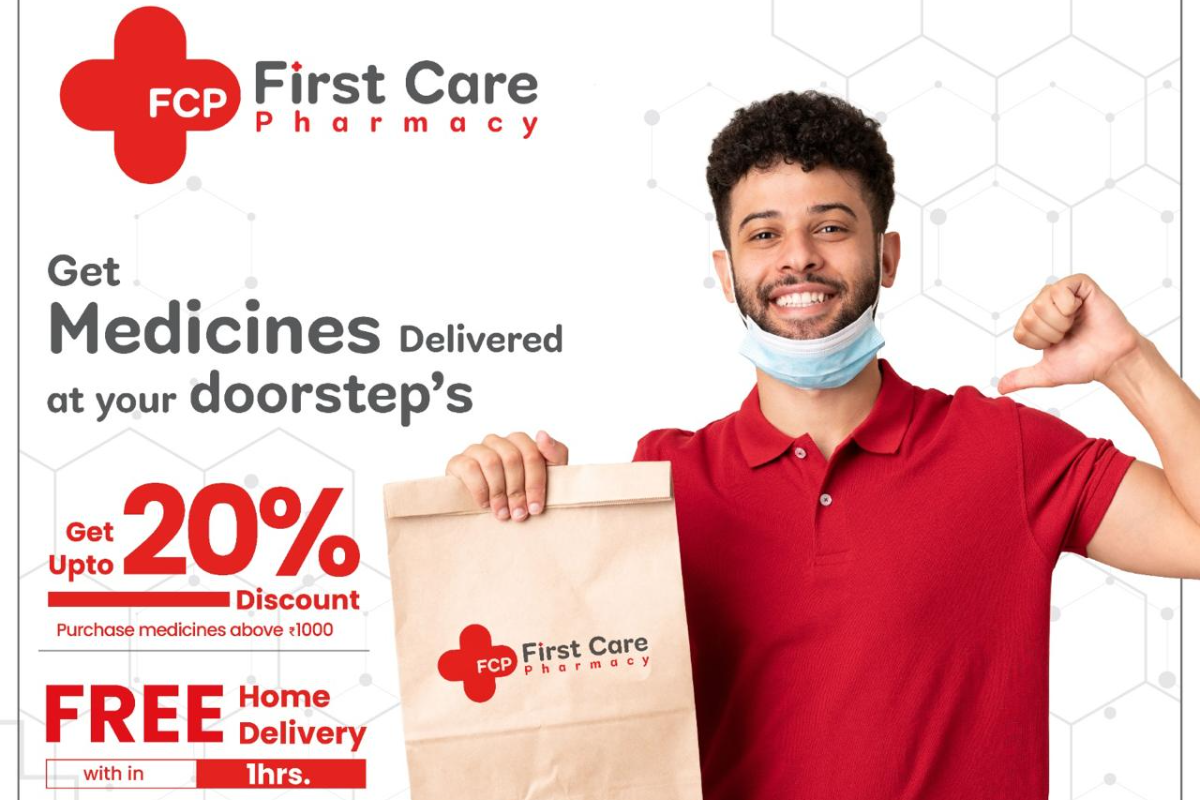 FCP
First Care
Pharmacy
Get
Medicines Delivered
at your doorstep's
Get
Upto
20%
Discount
Purchase medicines above ₹1000
FREE
Home
Delivery
with in
1hrs.
FCP
First Care
Pharmacy